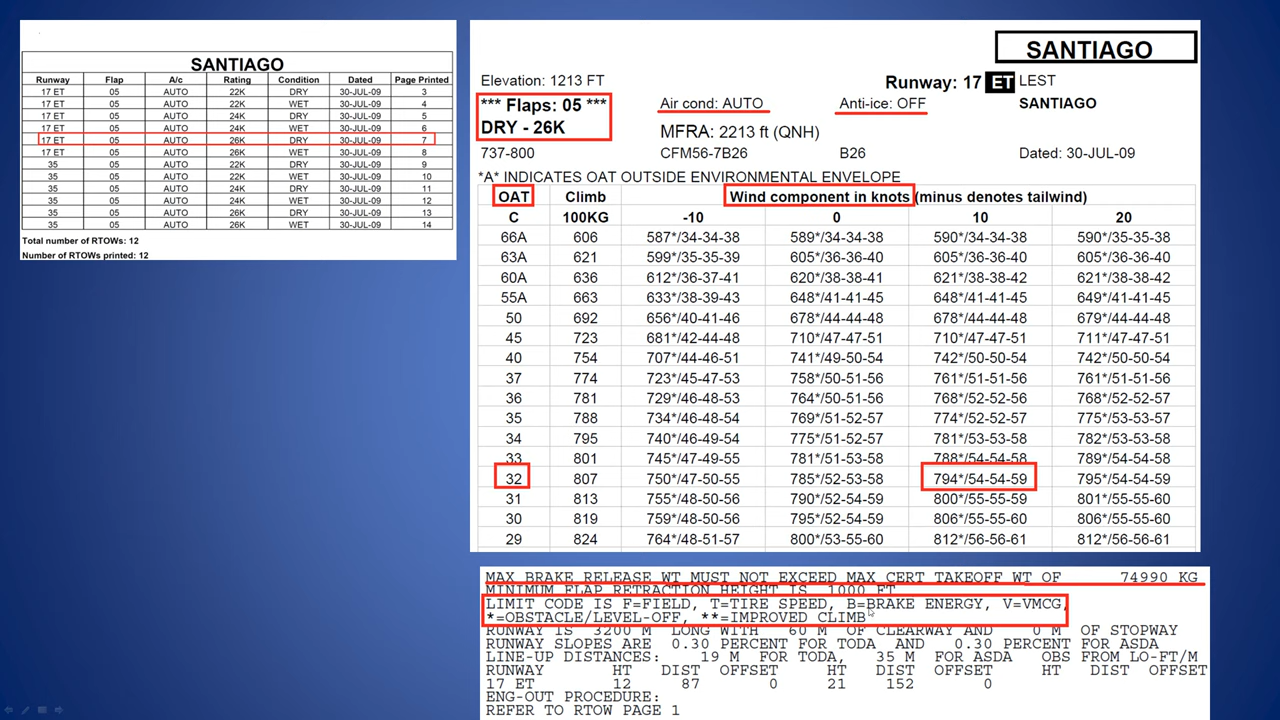 SANTIAGO
Runway Flap A/c Rating Condition Dated Page Printed
17 ET 05 AUTO 22K DRY 30-JUL-09 3
17 ET 05 AUTO 22K WET 30-JUL-09 4
17 ET 05 AUTO 24K DRY 30-JUL-09 5
17 ET 05 AUTO 24K WET 30-JUL-09 6
17 ET 05 AUTO 26K DRY 30-JUL-09 7
17 ET 05 AUTO 26K WET 30-JUL-09 8
35 05 AUTO 22K DRY 30-JUL-09 9
35 05 AUTO 22K WET 30-JUL-09 10
35 05 AUTO 24K DRY 30-JUL-09 11
35 05 AUTO 24K WET 30-JUL-09 12
35 05 AUTO 26K DRY 30-JUL-09 13
35 05 AUTO 26K WET 30-JUL-09 14
Total number of RTOWs: 12
Number of RTOWs printed: 12
SANTIAGO
Elevation: 1213 FT Runway: 17 ET LEST
*** Flaps: 05 *** Air cond: AUTO Anti-ice: OFF SANTIAGO
DRY - 26K MFRA: 2213 ft (QNH)
737-800 CFM56-7B26 B26 Dated: 30-JUL-09
*A* INDICATES OAT OUTSIDE ENVIRONMENTAL ENVELOPE
OAT Climb Wind component in knots (minus denotes tailwind)
C 100KG -10 0 10 20
66A 606 587*/34-34-38 589*/34-34-38 590*/34-34-38 590*/35-35-38
63A 621 599*/35-35-39 605*/36-36-40 605*/36-36-40 605*/36-36-40
60A 636 612*/36-37-41 620*/38-38-41 621*/38-38-42 621*/38-38-42
55A 663 633*/38-39-43 648*/41-41-45 648*/41-41-45 649*/41-41-45
50 692 656*/40-41-46 678*/44-44-48 678*/44-44-48 679*/44-44-48
45 723 681*/42-44-48 710*/47-47-51 710*/47-47-51 711*/47-47-51
40 754 707*/44-46-51 741*/49-50-54 742*/50-50-54 742*/50-50-54
37 774 723*/45-47-53 758*/50-51-56 761*/51-51-56 761*/51-51-56
36 781 729*/46-48-53 764*/50-51-56 768*/52-52-56 768*/52-52-57
35 788 734*/46-48-54 769*/51-52-57 774*/52-52-57 775*/53-53-57
34 795 740*/46-49-54 775*/51-52-57 781*/53-53-58 782*/53-53-58
33 801 745*/47-49-55 781*/51-53-58 788*/54-54-58 789*/54-54-58
32 807 750*/47-50-55 785*/52-53-58 794*/54-54-59 795*/54-54-59
31 813 755*/48-50-56 790*/52-54-59 800*/55-55-59 801*/55-55-60
30 819 759*/48-50-56 795*/52-54-59 806*/55-55-60 806*/55-55-60
29 824 764*/48-51-57 800*/53-55-60 812*/56-56-61 812*/56-56-61
MAX BRAKE RELEASE WT MUST NOT EXCEED MAX CERT TAKEOFF WT OF 74990 KG
MINIMUM FLAP RETRACTION HEIGHT IS 1000 FT
LIMIT CODE IS F=FIELD, T=TIRE SPEED, B=BRAKE ENERGY, V=VMCG,
*=OBSTACLE/LEVEL-OFF, **=IMPROVED CLIMB
RUNWAY IS 3200 M LONG WITH 60 M OF CLEARWAY AND 0 M OF STOPWAY
RUNWAY SLOPES ARE 0.30 PERCENT FOR TODA AND 0.30 PERCENT FOR ASDA
LINE-UP DISTANCES: 19 M FOR TODA, 35 M FOR ASDA OBS FROM LO-FT/M
RUNWAY HT DIST OFFSET HT DIST OFFSET HT DIST OFFSET
17 ET 12 87 0 21 152 0
ENG-OUT PROCEDURE:
REFER TO RTOW PAGE 1